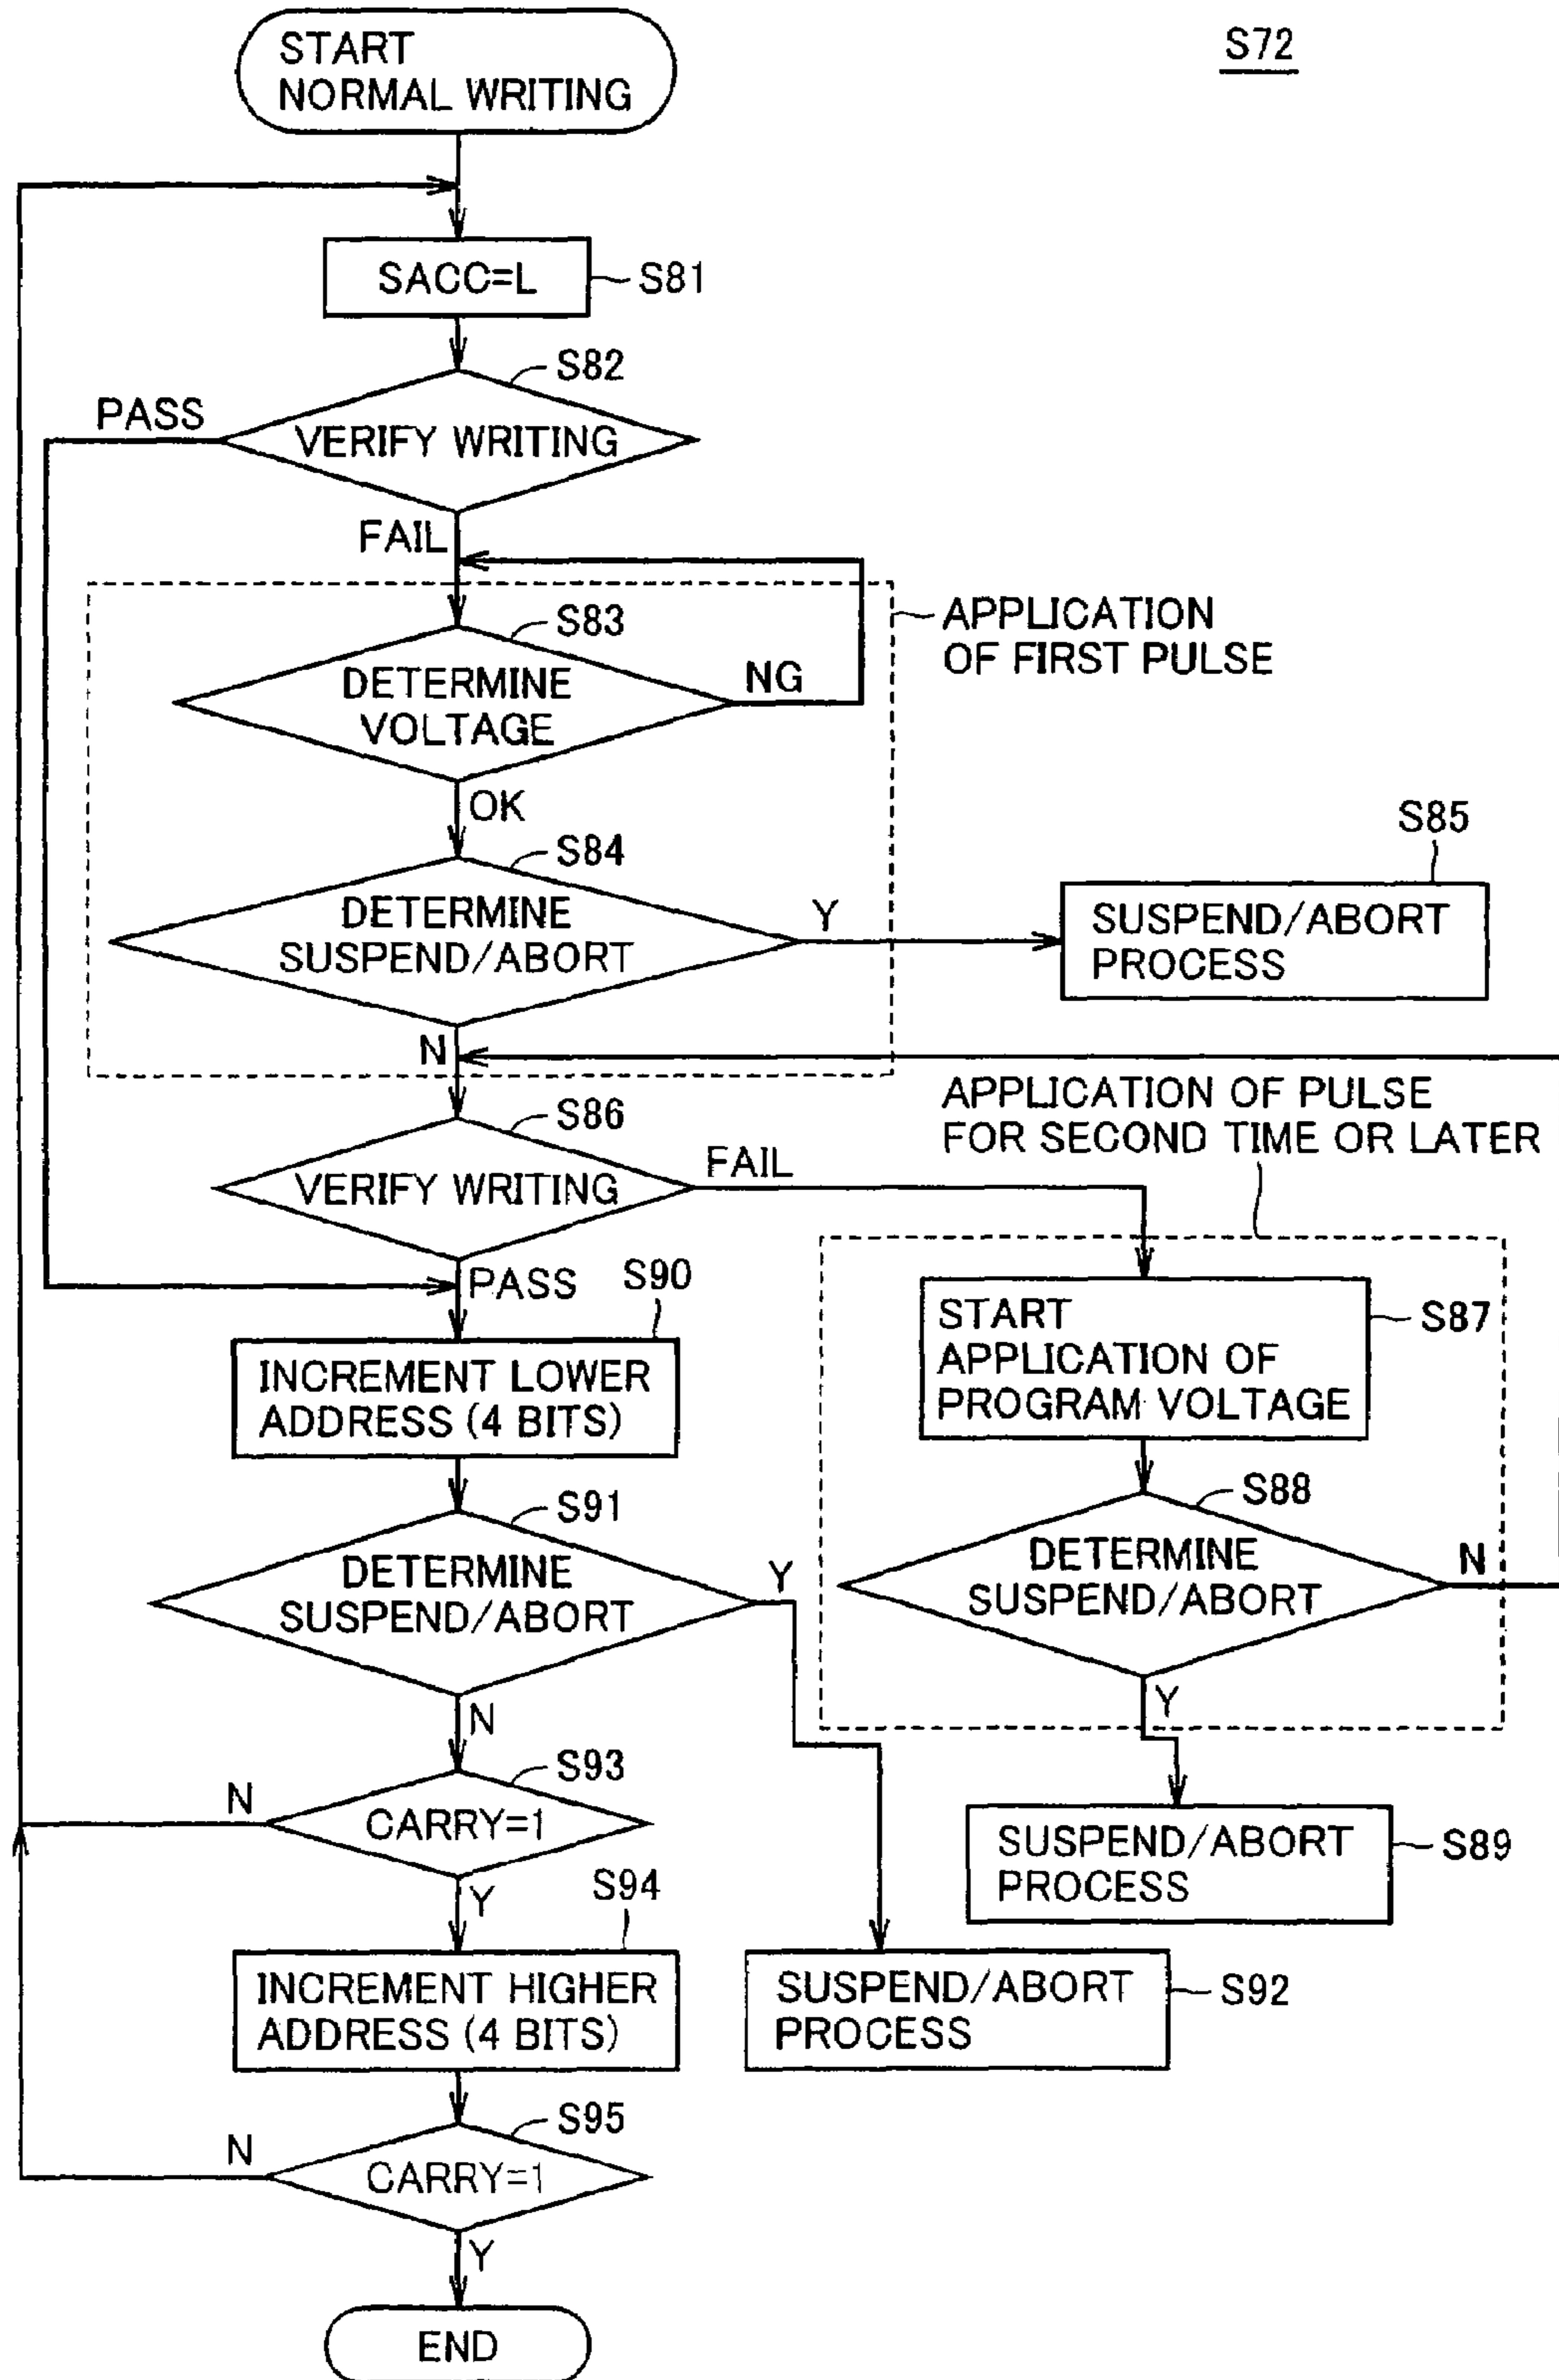 START
NORMAL WRITING
S72
SACC=L
S81
S82
PASS
VERIFY WRITING
FAIL
S83
APPLICATION
OF FIRST PULSE
DETERMINE
VOLTAGE
NG
OK
S84
S85
DETERMINE
SUSPEND/ABORT
Y
SUSPEND/ABORT
PROCESS
N
APPLICATION OF PULSE
FOR SECOND TIME OR LATER
S86
VERIFY WRITING
FAIL
PASS
S90
START
APPLICATION OF
PROGRAM VOLTAGE
S87
INCREMENT LOWER
ADDRESS (4 BITS)
S91
S88
DETERMINE
SUSPEND/ABORT
Y
DETERMINE
SUSPEND/ABORT
N
N
Y
S93
N
CARRY=1
SUSPEND/ABORT
PROCESS
S89
Y
S94
INCREMENT HIGHER
ADDRESS (4 BITS)
SUSPEND/ABORT
PROCESS
S92
S95
N
CARRY=1
Y
END